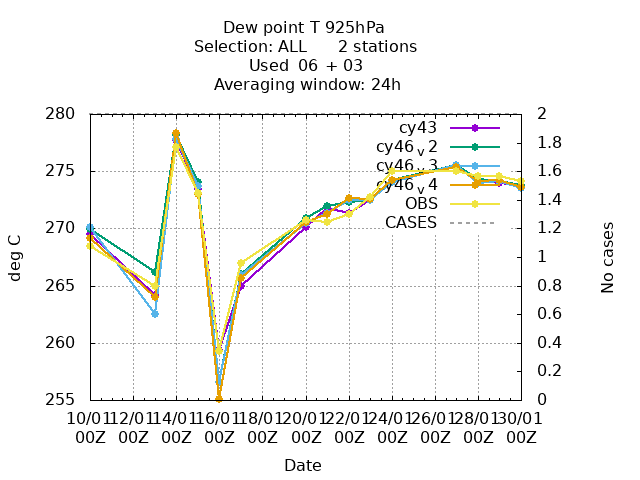 Dew point T 925hPa
Selection: ALL 2 stations
Used 06 + 03
Averaging window: 24h
280
275
270
265
260
255
deg C
2
1.8
1.6
1.4
1.2
1
0.8
0.6
0.4
0.2
0
No cases
cy43
cy46v2
cy46v3
cy46v4
OBS
CASES
10/01 12/01 14/01 16/01 18/01 20/01 22/01 24/01 26/01 28/01 30/01
00Z 00Z 00Z 00Z 00Z 00Z 00Z 00Z 00Z 00Z 00Z
Date